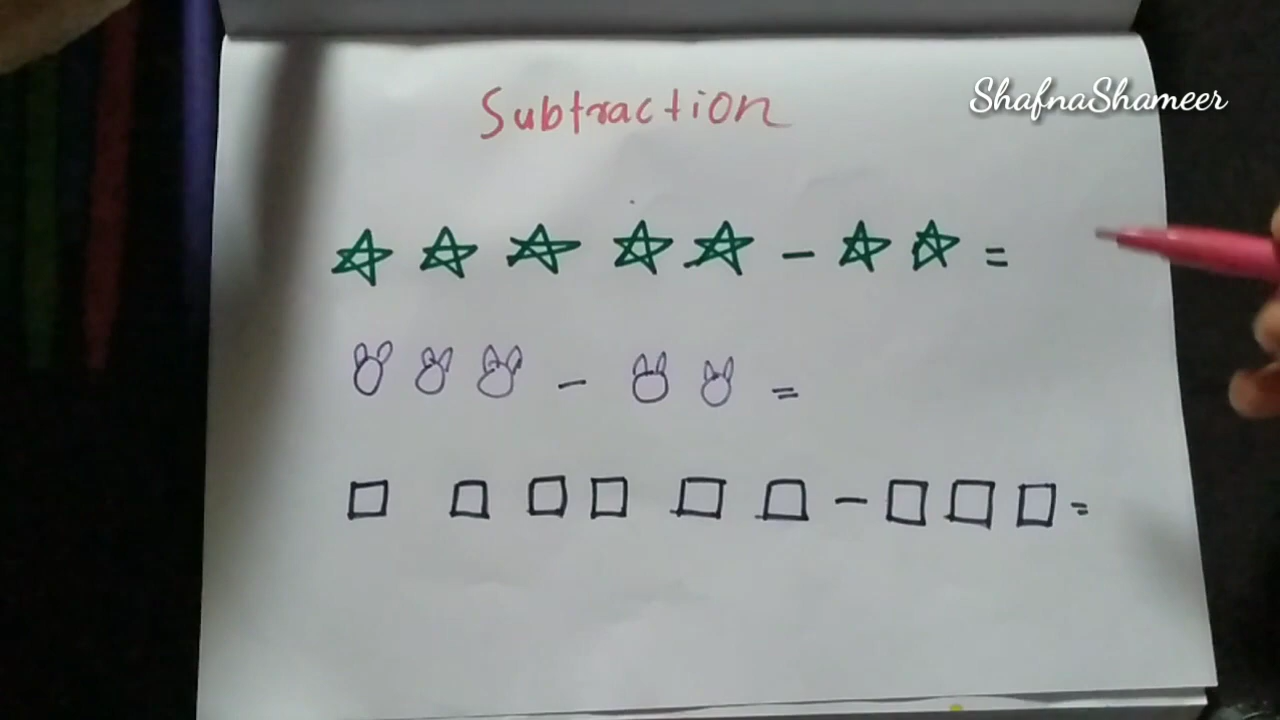 Subtraction
ShafnaShameer
- =
- =
- =